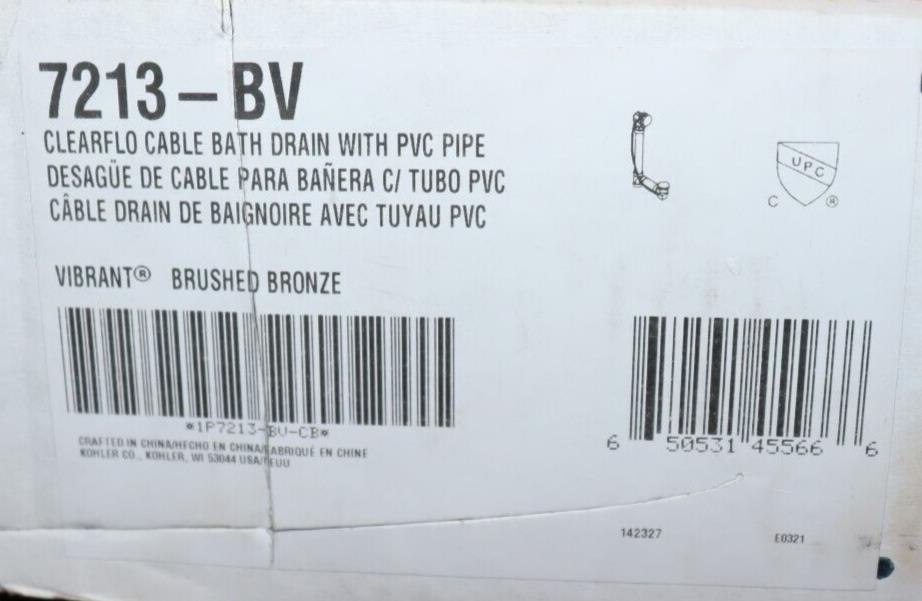 7213-BV
CLEARFLO CABLE BATH DRAIN WITH PVC PIPE
DESAGÜE DE CABLE PARA BAÑERA C/ TUBO PVC
CÂBLE DRAIN DE BAIGNOIRE AVEC TUYAU PVC
UPC
C ®
VIBRANT® BRUSHED BRONZE
*1P7213-BV-CB*
6 50531 45566 6
CRAFTED IN CHINA/HECHO EN CHINA/FABRIQUÉ EN CHINE
KOHLER CO., KOHLER, WI 53044 USA/EEUU
142327
E0321